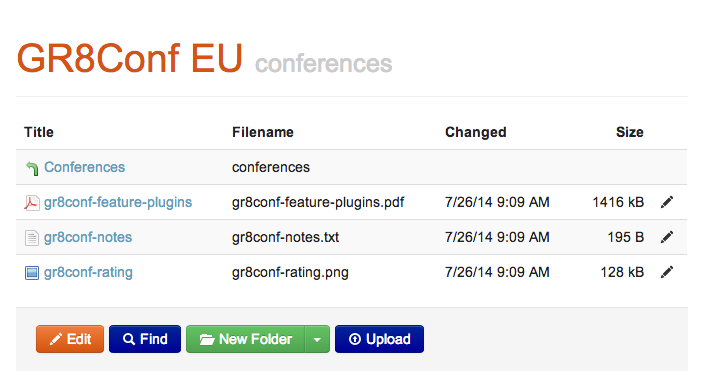 GR8Conf EU conferences
Title Filename Changed Size
Conferences conferences
gr8conf-feature-plugins gr8conf-feature-plugins.pdf 7/26/14 9:09 AM 1416 kB
gr8conf-notes gr8conf-notes.txt 7/26/14 9:09 AM 195 B
gr8conf-rating gr8conf-rating.png 7/26/14 9:09 AM 128 kB
Edit Find New Folder Upload